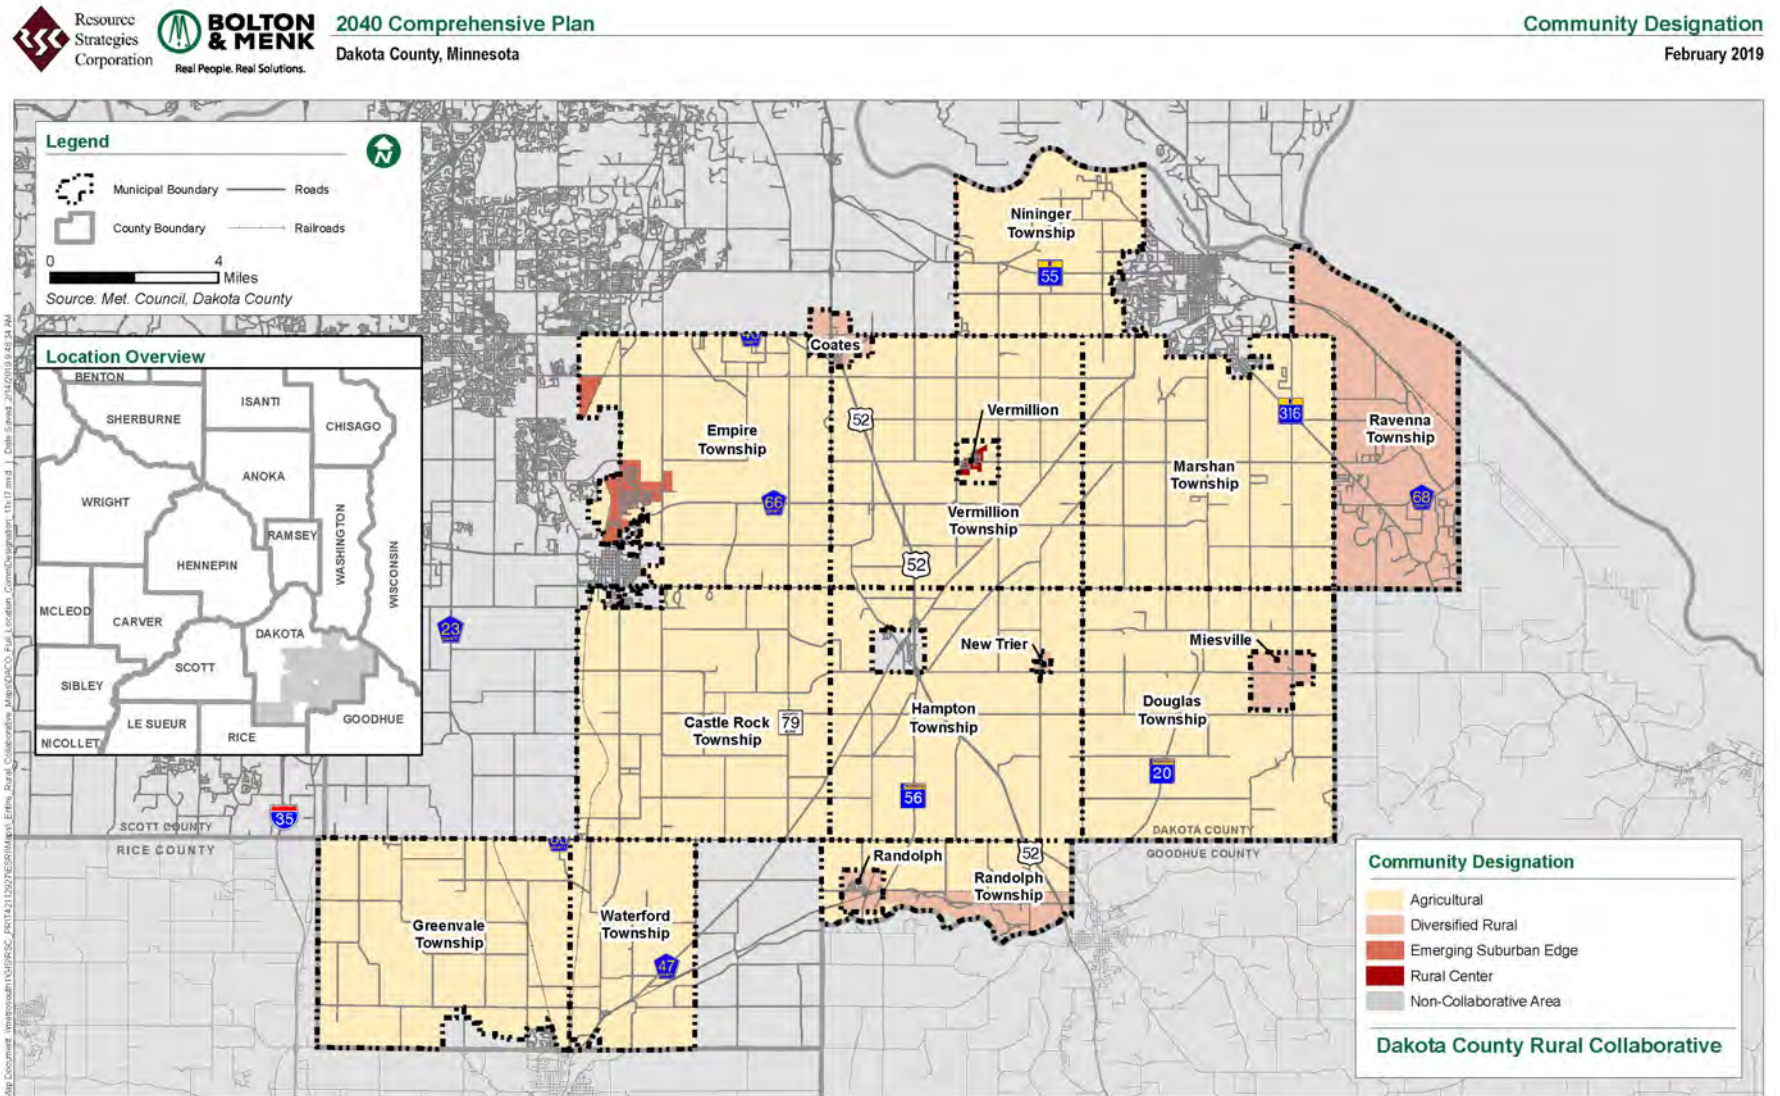 Resource
Strategies
Corporation
BOLTON
& MENK
Real People. Real Solutions.
2040 Comprehensive Plan
Dakota County, Minnesota
Community Designation
February 2019
Legend
N
Municipal Boundary
Roads
County Boundary
Railroads
0
4
Miles
Source: Met. Council, Dakota County
Location Overview
BENTON
SHERBURNE
ISANTI
CHISAGO
ANOKA
WRIGHT
RAMSEY
WASHINGTON
HENNEPIN
WISCONSIN
MCLEOD
CARVER
DAKOTA
SCOTT
SIBLEY
LE SUEUR
RICE
GOODHUE
NICOLLET
Nininger
Township
55
Coates
52
Vermillion
316
Ravenna
Township
Empire
Township
Marshan
Township
66
68
Vermillion
Township
52
23
New Trier
Miesville
Castle Rock
Township
79
Hampton
Township
Douglas
Township
20
56
35
SCOTT COUNTY
RICE COUNTY
DAKOTA COUNTY
GOODHUE COUNTY
52
Randolph
Randolph
Township
Greenvale
Township
Waterford
Township
47
Community Designation
Agricultural
Diversified Rural
Emerging Suburban Edge
Rural Center
Non-Collaborative Area
Dakota County Rural Collaborative